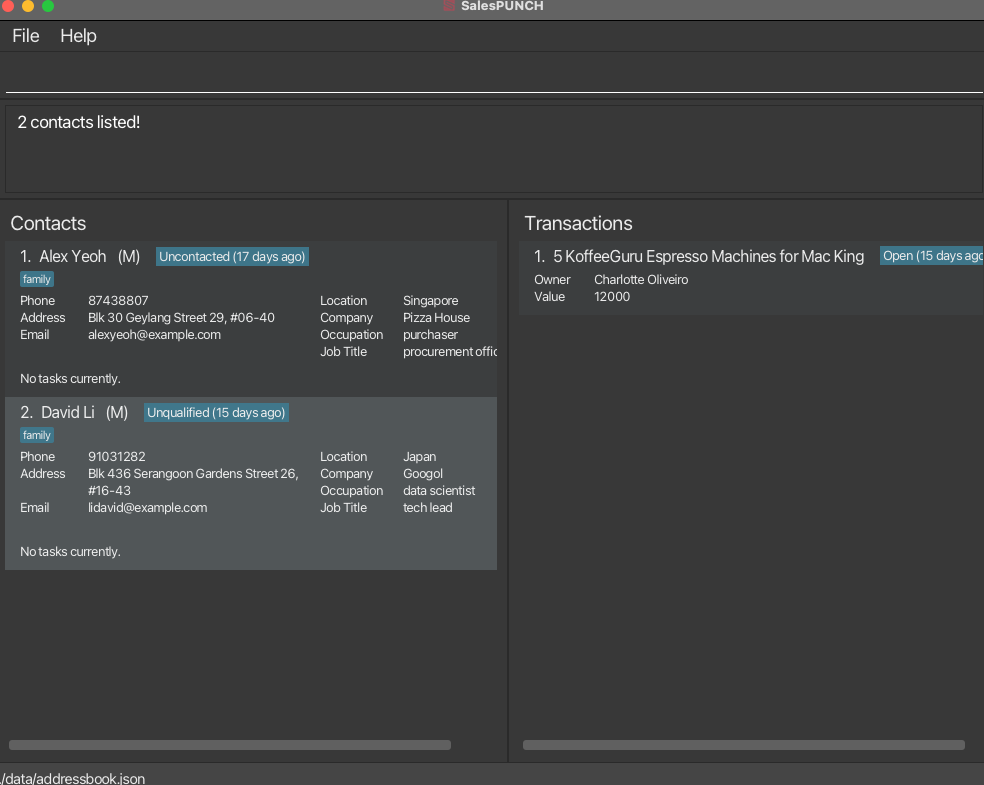 SalesPUNCH
File Help
2 contacts listed!
Contacts
1. Alex Yeoh (M) Uncontacted (17 days ago)
family
Phone 87438807 Location Singapore
Address Blk 30 Geylang Street 29, #06-40 Company Pizza House
Email alexyeoh@example.com Occupation purchaser
Job Title procurement offic
No tasks currently.
2. David Li (M) Unqualified (15 days ago)
family
Phone 91031282 Location Japan
Address Blk 436 Serangoon Gardens Street 26, Company Googol
#16-43 Occupation data scientist
Email lidavid@example.com Job Title tech lead
No tasks currently.
Transactions
1. 5 KoffeeGuru Espresso Machines for Mac King Open (15 days ago
Owner Charlotte Oliveiro
Value 12000
./data/addressbook.json